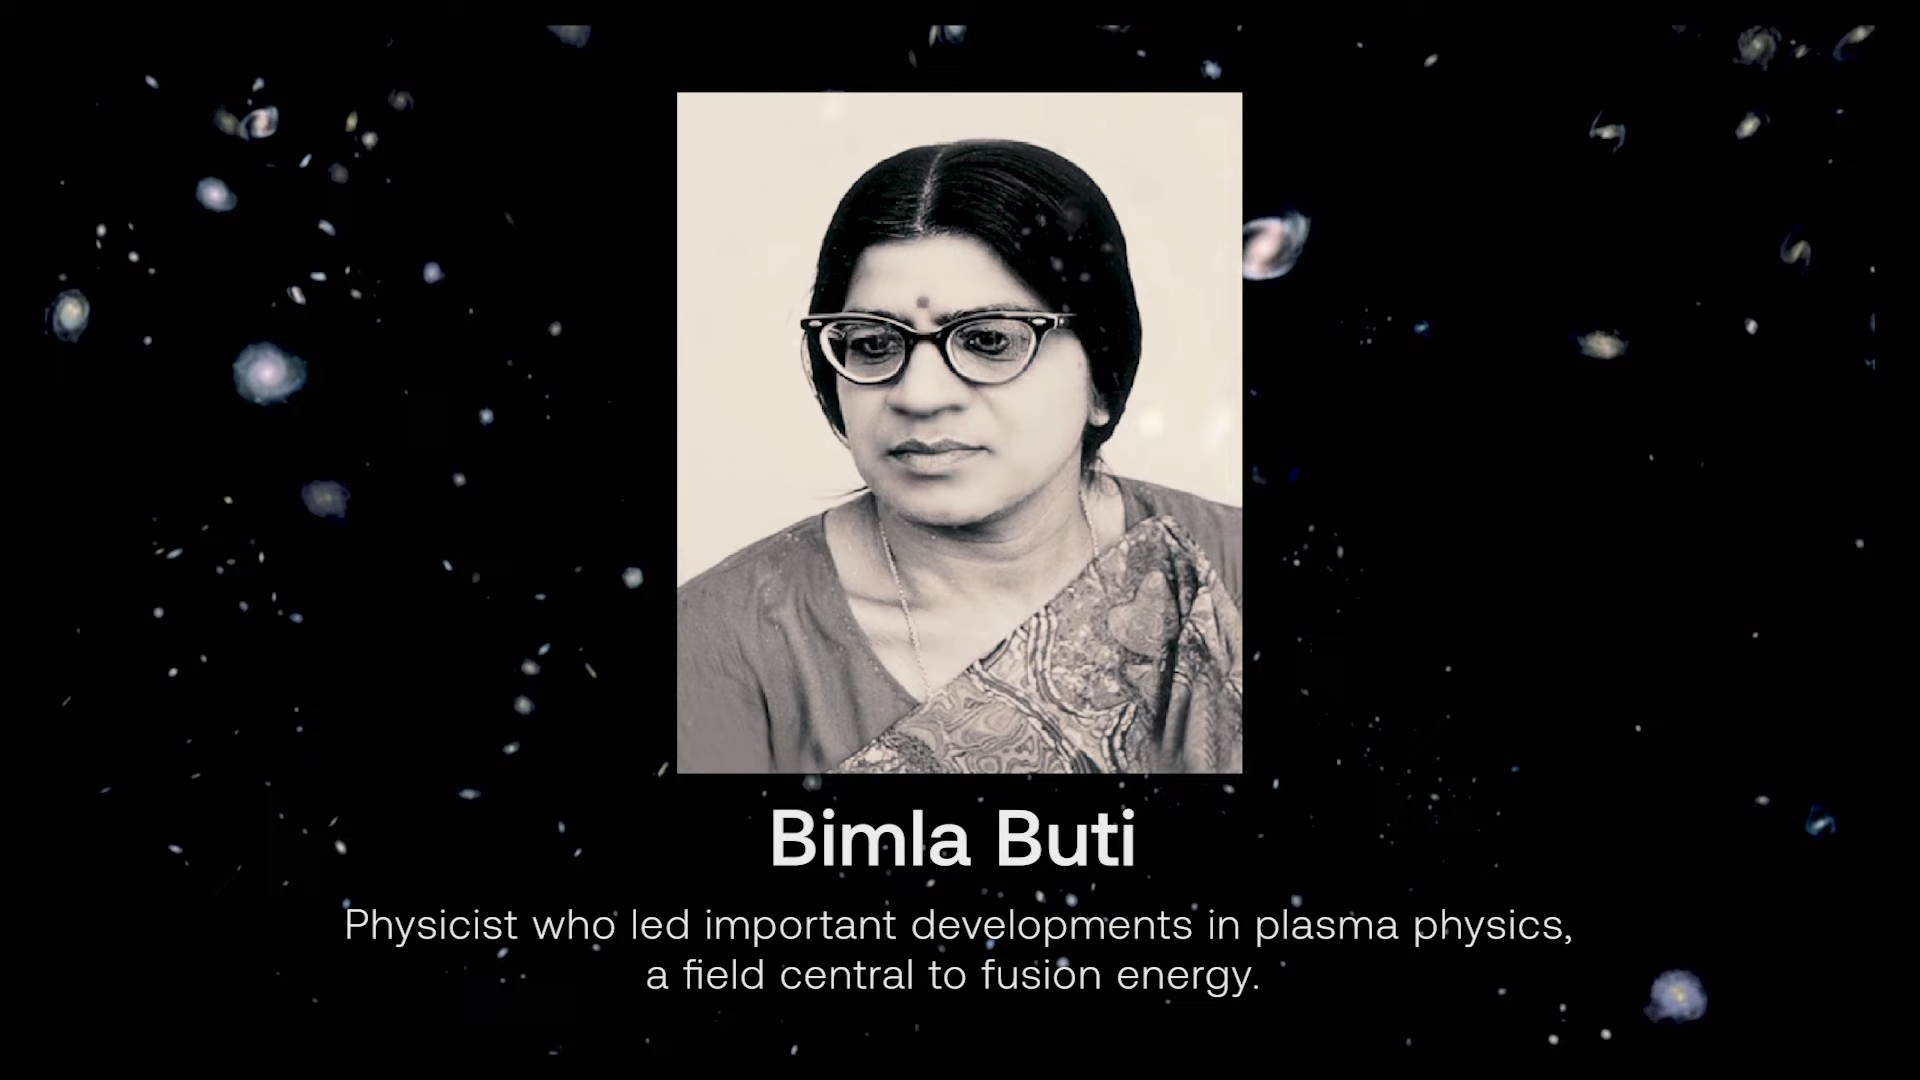 Bimla Buti
Physicist who led important developments in plasma physics,
a field central to fusion energy.